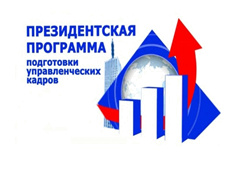 ПРЕЗИДЕНТСКАЯ
ПРОГРАММА
подготовки
управленческих
кадров